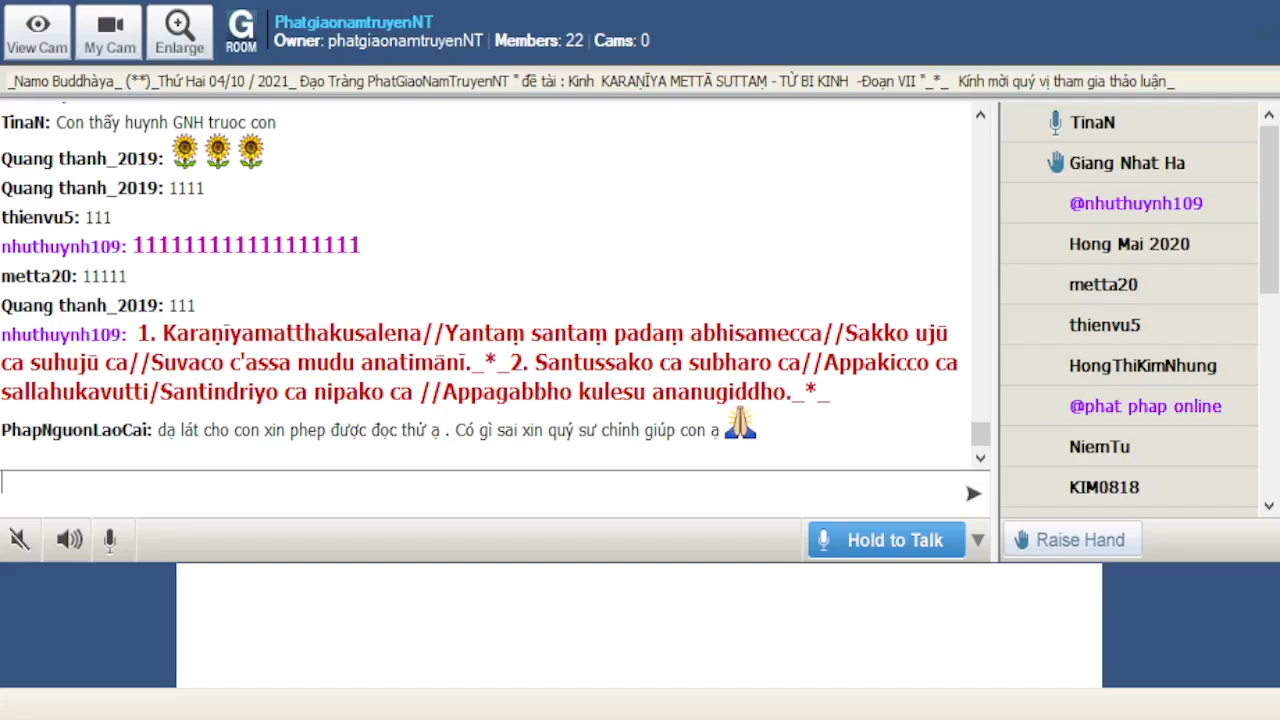 PhatgiaonamtruyenNT
Owner: phatgiaonamtruyenNT | Members: 22 | Cams: 0
View Cam
My Cam
Enlarge
G
ROOM
_Namo Buddhàya_ (**)_Thứ Hai 04/10 / 2021_ Đạo Tràng PhatGiaoNamTruyenNT " đề tài : Kinh KARAṆĪYA METTĀ SUTTAṂ - TỪ BI KINH -Đoạn VII "_*_ Kính mời quý vị tham gia thảo luận_
TinaN: Con thấy huynh GNH truoc con
Quang thanh_2019:
Quang thanh_2019: 1111
thienvu5: 111
nhuthuynh109: 111111111111111111
metta20: 11111
Quang thanh_2019: 111
nhuthuynh109: 1. Karaṇīyamatthakusalena//Yantaṃ santaṃ padaṃ abhisamecca//Sakko ujū
ca suhujū ca//Suvaco c'assa mudu anatimānī._*_2. Santussako ca subharo ca//Appakicco ca
sallahukavutti/Santindriyo ca nipako ca //Appagabbho kulesu ananugiddho._*_
PhapNguonLaoCai: dạ lát cho con xin phep được đọc thử ạ . Có gì sai xin quý sư chỉnh giúp con ạ
TinaN
Giang Nhat Ha
@nhuthuynh109
Hong Mai 2020
metta20
thienvu5
HongThiKimNhung
@phat phap online
NiemTu
KIM0818
Hold to Talk
Raise Hand